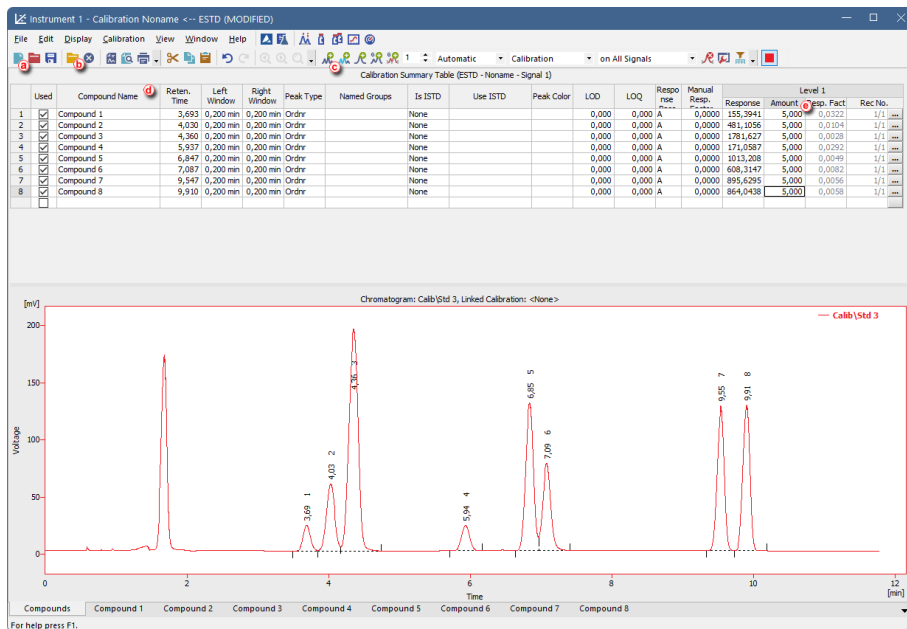 Instrument 1 - Calibration Noname <-- ESTD (MODIFIED)
File Edit Display Calibration View Window Help
1 Automatic Calibration on All Signals
a b c
Calibration Summary Table (ESTD - Noname - Signal 1)
Used Compound Name d Reten. Time Left Window Right Window Peak Type Named Groups Is ISTD Use ISTD Peak Color LOD LOQ Respo nse Manual Resp. Level 1
Response Amount e Resp. Fact Rec No.
1 Compound 1 3,693 0,200 min 0,200 min Ordnr None 0,000 0,000 A 0,0000 155,3941 5,000 0,0322 1/1 ...
2 Compound 2 4,030 0,200 min 0,200 min Ordnr None 0,000 0,000 A 0,0000 481,1056 5,000 0,0104 1/1 ...
3 Compound 3 4,360 0,200 min 0,200 min Ordnr None 0,000 0,000 A 0,0000 1781,627 5,000 0,0028 1/1 ...
4 Compound 4 5,937 0,200 min 0,200 min Ordnr None 0,000 0,000 A 0,0000 171,0587 5,000 0,0292 1/1 ...
5 Compound 5 6,847 0,200 min 0,200 min Ordnr None 0,000 0,000 A 0,0000 1013,208 5,000 0,0049 1/1 ...
6 Compound 6 7,087 0,200 min 0,200 min Ordnr None 0,000 0,000 A 0,0000 608,3147 5,000 0,0082 1/1 ...
7 Compound 7 9,547 0,200 min 0,200 min Ordnr None 0,000 0,000 A 0,0000 895,6295 5,000 0,0056 1/1 ...
8 Compound 8 9,910 0,200 min 0,200 min Ordnr None 0,000 0,000 A 0,0000 864,0438 5,000 0,0058 1/1 ...
Chromatogram: Calib\Std 3, Linked Calibration: <None>
[mV]
Calib\Std 3
200
150
100
50
0
Voltage
3,69 1
4,03 2
4,36 3
5,94 4
6,85 5
7,09 6
9,55 7
9,91 8
0 2 4 6 8 10 12
Time
[min]
Compounds Compound 1 Compound 2 Compound 3 Compound 4 Compound 5 Compound 6 Compound 7 Compound 8
For help press F1.